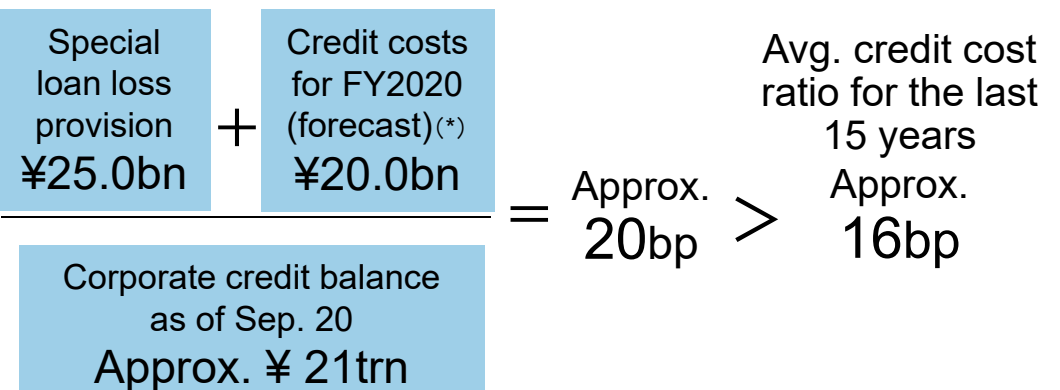 Special
loan loss
provision
¥25.0bn
+
Credit costs
for FY2020
(forecast)(*)
¥20.0bn
Corporate credit balance
as of Sep. 20
Approx. ¥ 21trn
=
Approx.
20bp
>
Avg. credit cost
ratio for the last
15 years
Approx.
16bp